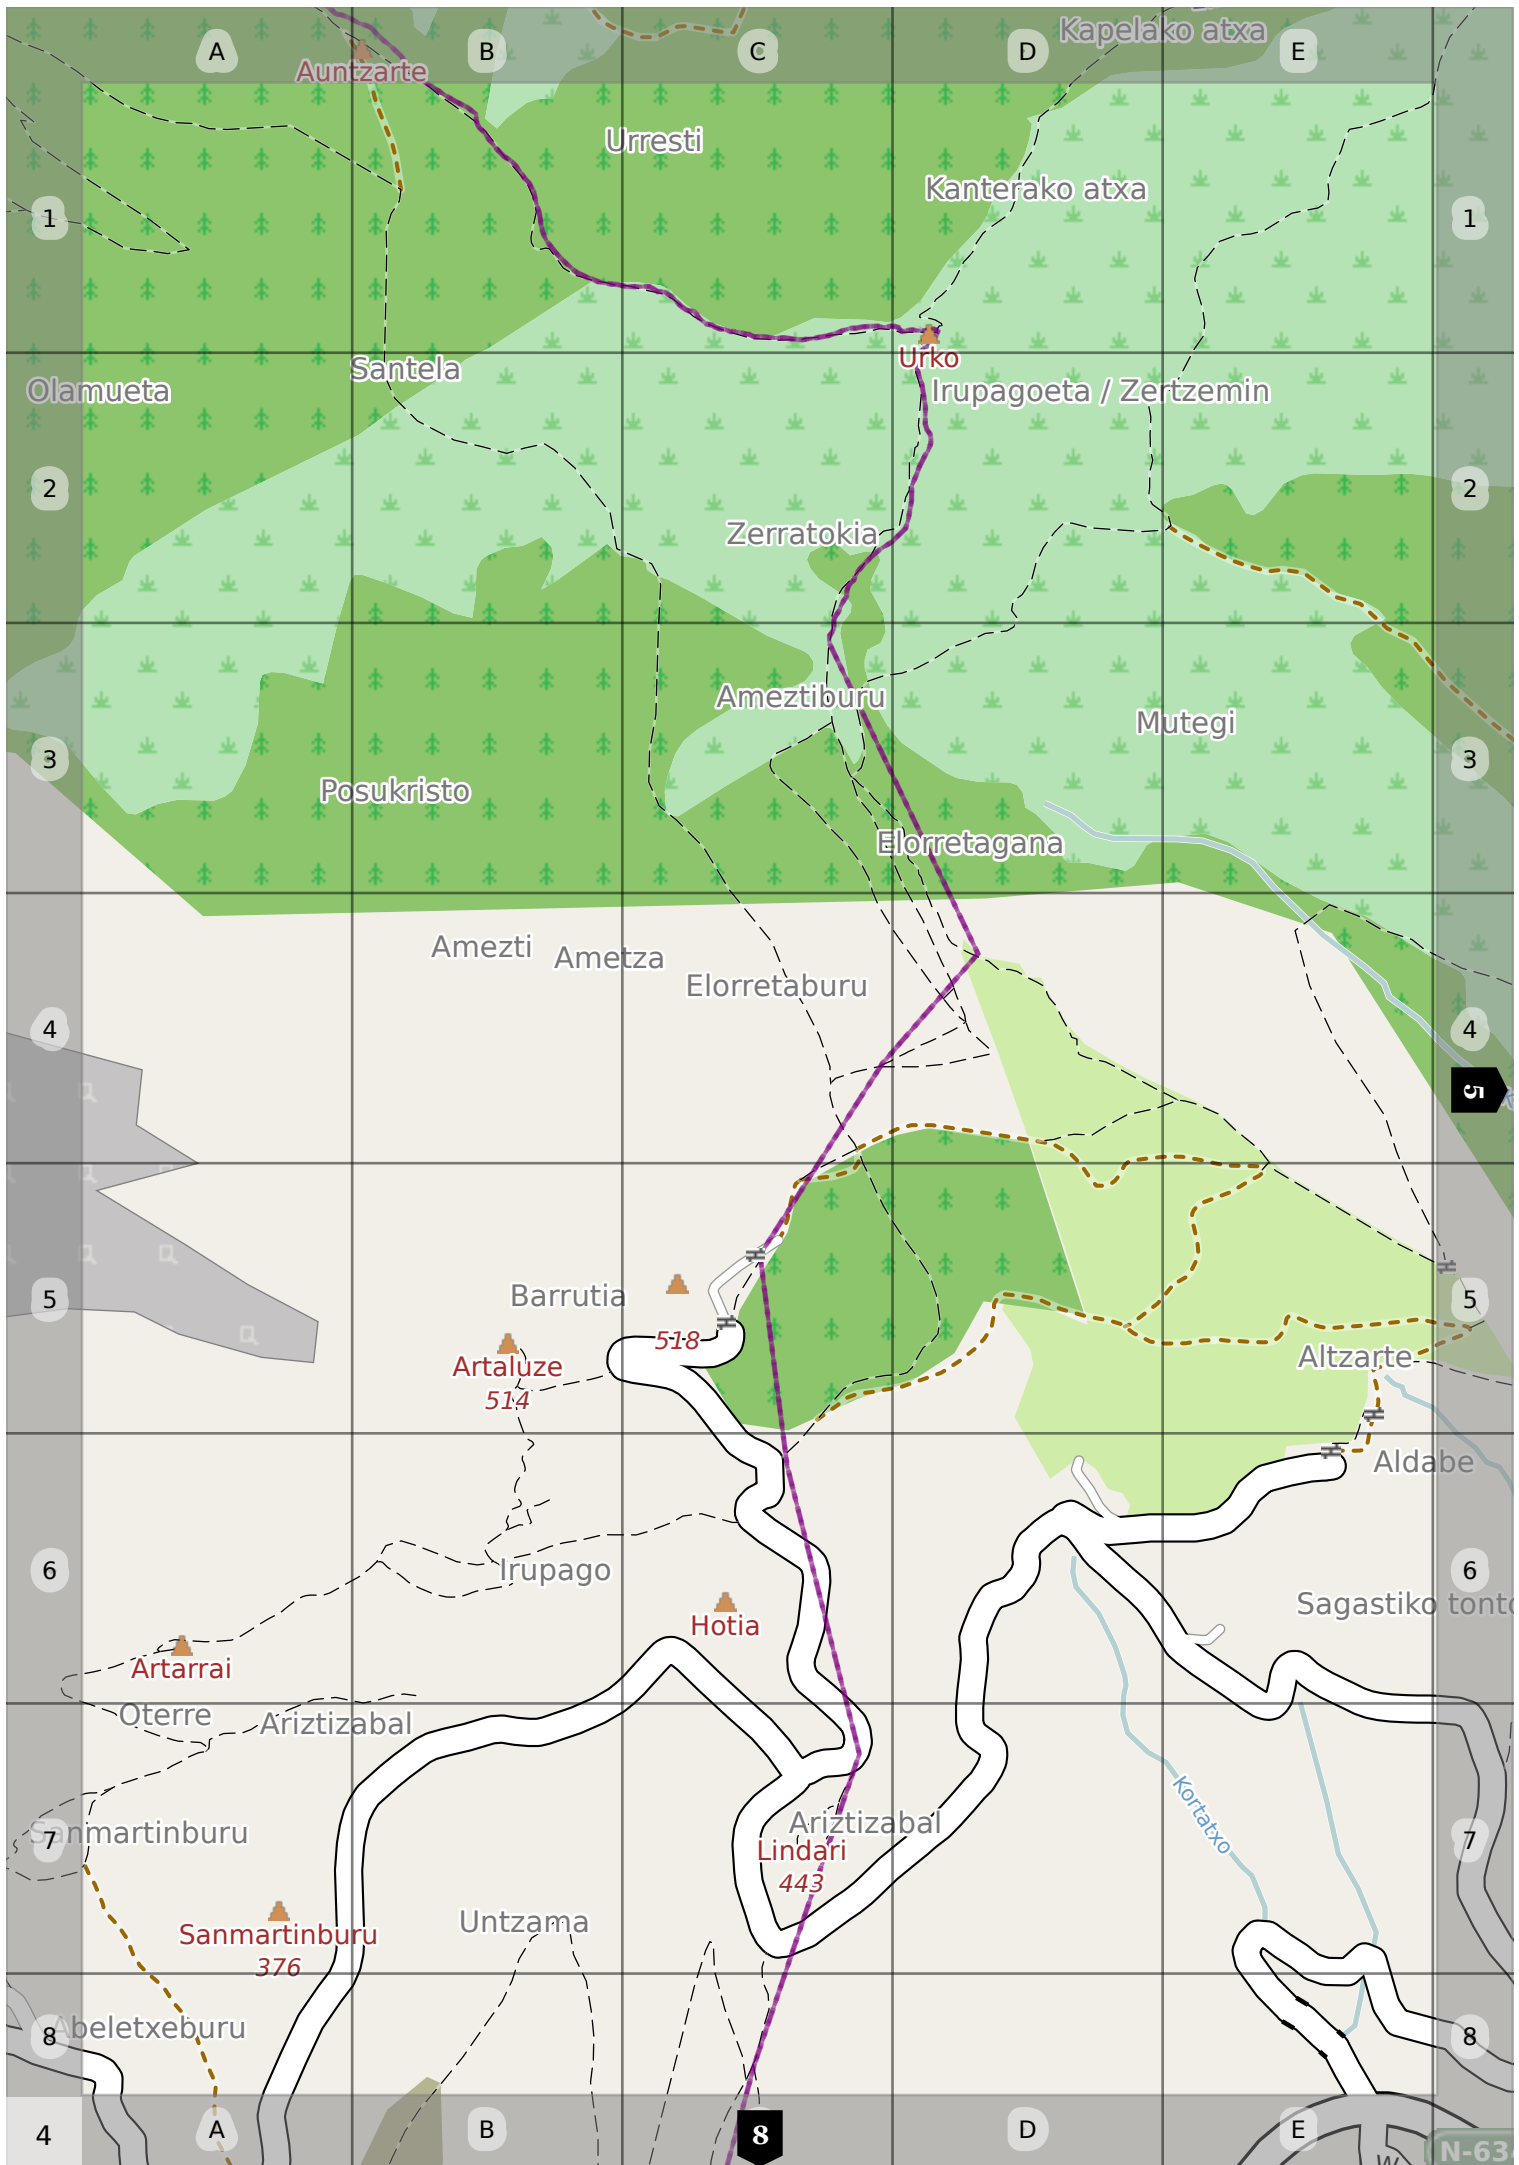 Kapelako atxa
A
B
C
D
E
Auntzarte
Urresti
Kanterako atxa
1
1
Urko
Santela
Olamueta
Irupagoeta / Zertzemin
2
2
Zerratokia
Ameztiburu
Mutegi
3
3
Posukristo
Elorretagana
Amezti
Ametza
Elorretaburu
4
4
5
Barrutia
5
5
518
Artaluze
514
Altzarte
Aldabe
Irupago
6
6
Sagastiko tonto
Hotia
Artarrai
Oterre
Ariztizabal
Kortatxo
Ariztizabal
Sanmartinburu
7
7
Lindari
443
Untzama
Sanmartinburu
376
Abeletxeburu
8
8
4
A
B
8
D
E
N-63
W